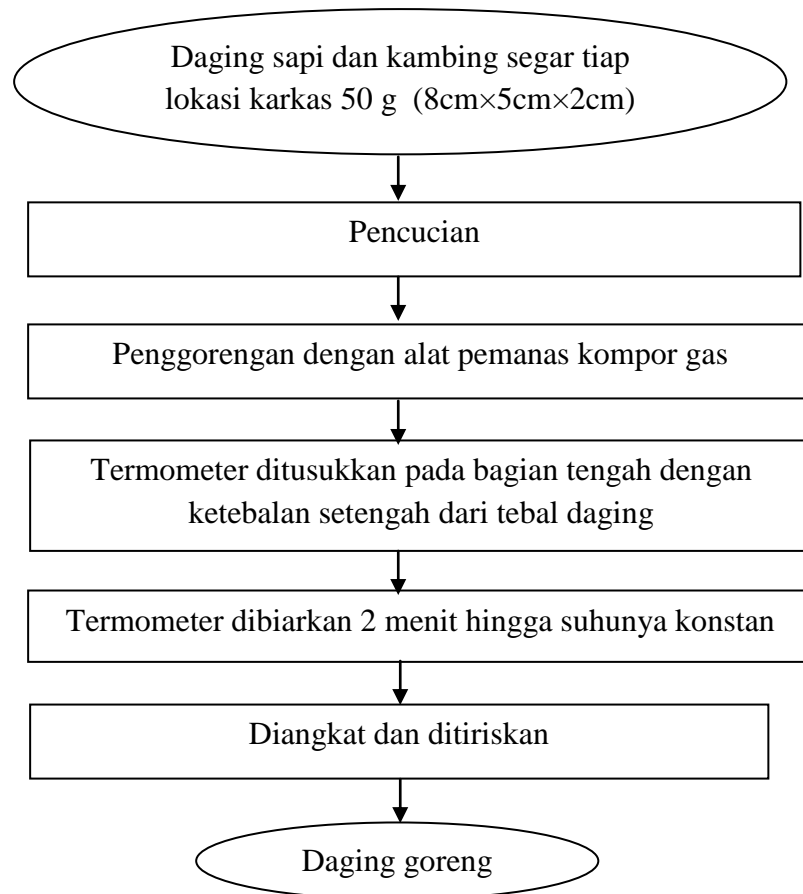 Daging sapi dan kambing segar tiap
lokasi karkas 50 g (8cm×5cm×2cm)
Pencucian
Penggorengan dengan alat pemanas kompor gas
Termometer ditusukkan pada bagian tengah dengan
ketebalan setengah dari tebal daging
Termometer dibiarkan 2 menit hingga suhunya konstan
Diangkat dan ditiriskan
Daging goreng